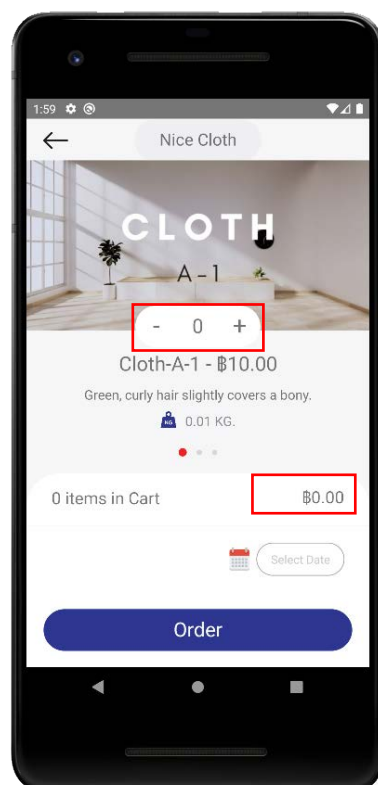 1:59
Nice Cloth
CLOTH
A-1
- 0 +
Cloth-A-1 - ฿10.00
Green, curly hair slightly covers a bony.
KG 0.01 KG.
0 items in Cart ฿0.00
Select Date
Order